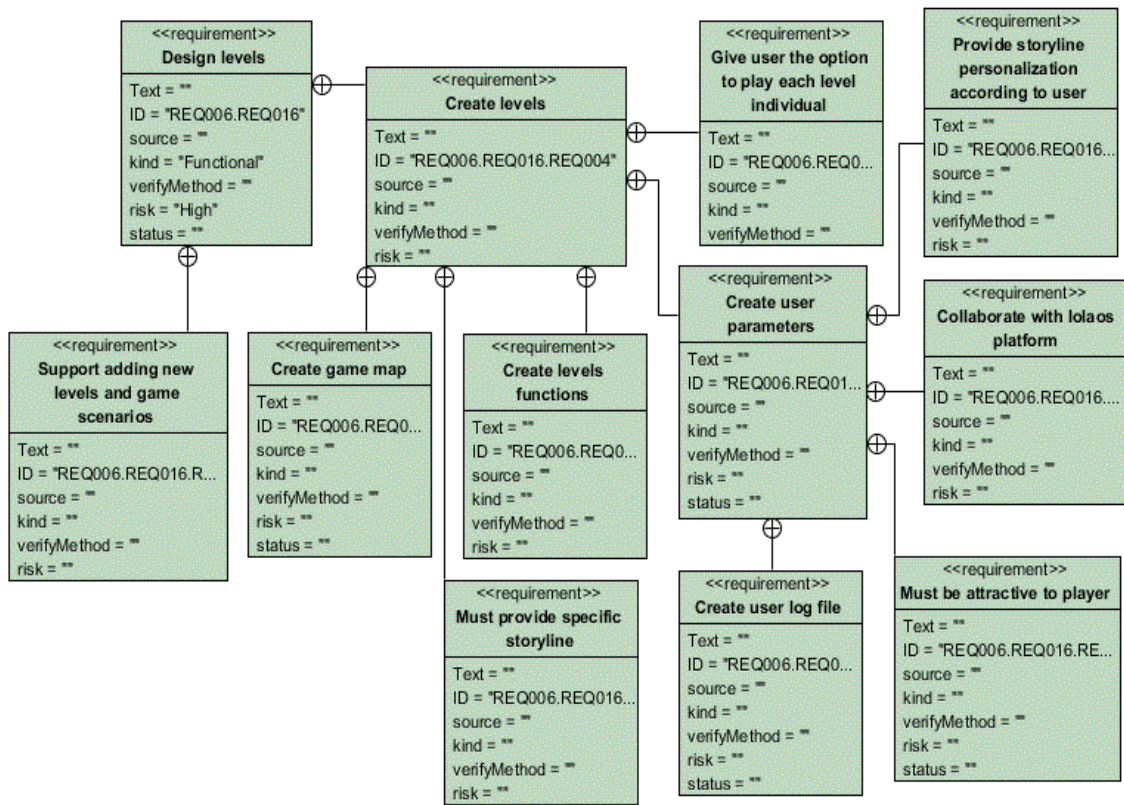 <<requirement>>
Design levels
Text = ""
ID = "REQ006.REQ016"
source = ""
kind = "Functional"
verifyMethod = ""
risk = "High"
status = ""
<<requirement>>
Create levels
Text = ""
ID = "REQ006.REQ016.REQ004"
source = ""
kind = ""
verifyMethod = ""
risk = ""
<<requirement>>
Give user the option
to play each level
individual
Text = ""
ID = "REQ006.REQ0...
source = ""
kind = ""
verifyMethod = ""
<<requirement>>
Provide storyline
personalization
according to user
Text = ""
ID = "REQ006.REQ016...
source = ""
kind = ""
verifyMethod = ""
risk = ""
<<requirement>>
Support adding new
levels and game
scenarios
Text = ""
ID = "REQ006.REQ016.R...
source = ""
kind = ""
verifyMethod = ""
risk = ""
<<requirement>>
Create game map
Text = ""
ID = "REQ006.REQ0...
source = ""
kind = ""
verifyMethod = ""
risk = ""
status = ""
<<requirement>>
Create levels
functions
Text = ""
ID = "REQ006.REQ0...
source = ""
kind = ""
verifyMethod = ""
risk = ""
<<requirement>>
Create user
parameters
Text = ""
ID = "REQ006.REQ01...
source = ""
kind = ""
verifyMethod = ""
risk = ""
status = ""
<<requirement>>
Collaborate with Iolaos
platform
Text = ""
ID = "REQ006.REQ016....
source = ""
kind = ""
verifyMethod = ""
risk = ""
<<requirement>>
Must provide specific
storyline
Text = ""
ID = "REQ006.REQ016...
source = ""
kind = ""
verifyMethod = ""
risk = ""
<<requirement>>
Create user log file
Text = ""
ID = "REQ006.REQ0...
source = ""
kind = ""
verifyMethod = ""
risk = ""
status = ""
<<requirement>>
Must be attractive to player
Text = ""
ID = "REQ006.REQ016.RE...
source = ""
kind = ""
verifyMethod = ""
risk = ""
status = ""